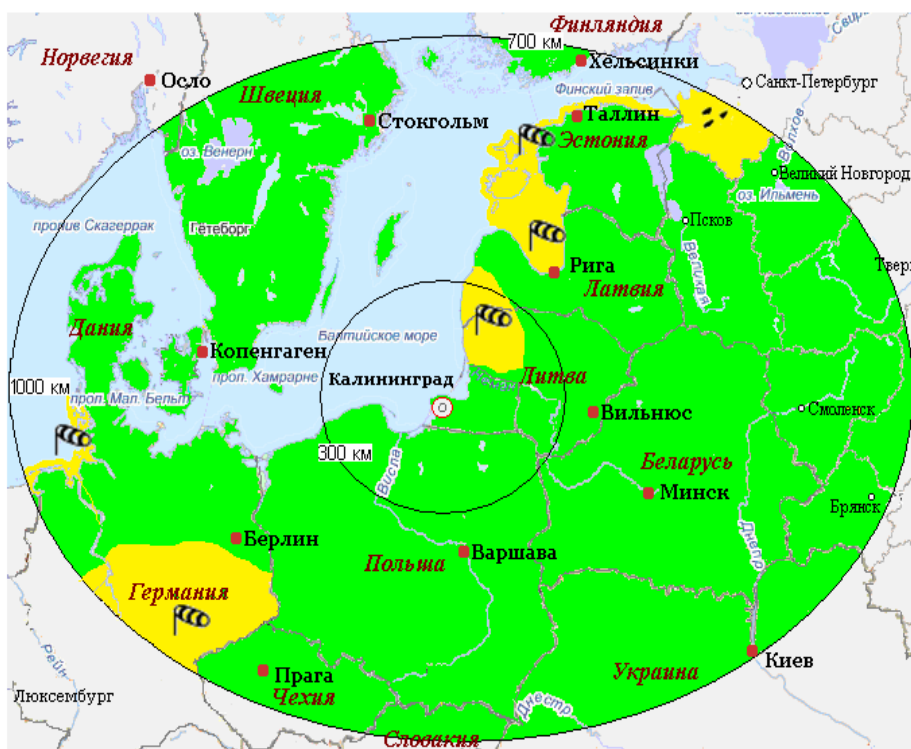 Финляндия
Норвегия
700 км
Свирь
Хельсинки
Осло
Санкт-Петербург
Швеция
Финский залив
Стокгольм
Таллин
Эстония
Волхов
оз. Венерн
Великий Новгород
оз. Ильмень
пролив Скагеррак
Гетеборг
Псков
Великая
Рига
Тверь
Латвия
Дания
Балтийское море
Копенгаген
Калининград
прол. Хамрарне
Литва
1000 км
прол. Мал. Бельт
Вильнюс
Смоленск
300 км
Висла
Беларусь
Минск
Брянск
Днепр
Берлин
Варшава
Польша
Германия
Рейн
Прага
Украина
Киев
Люксембург
Чехия
Днестр
Словакия